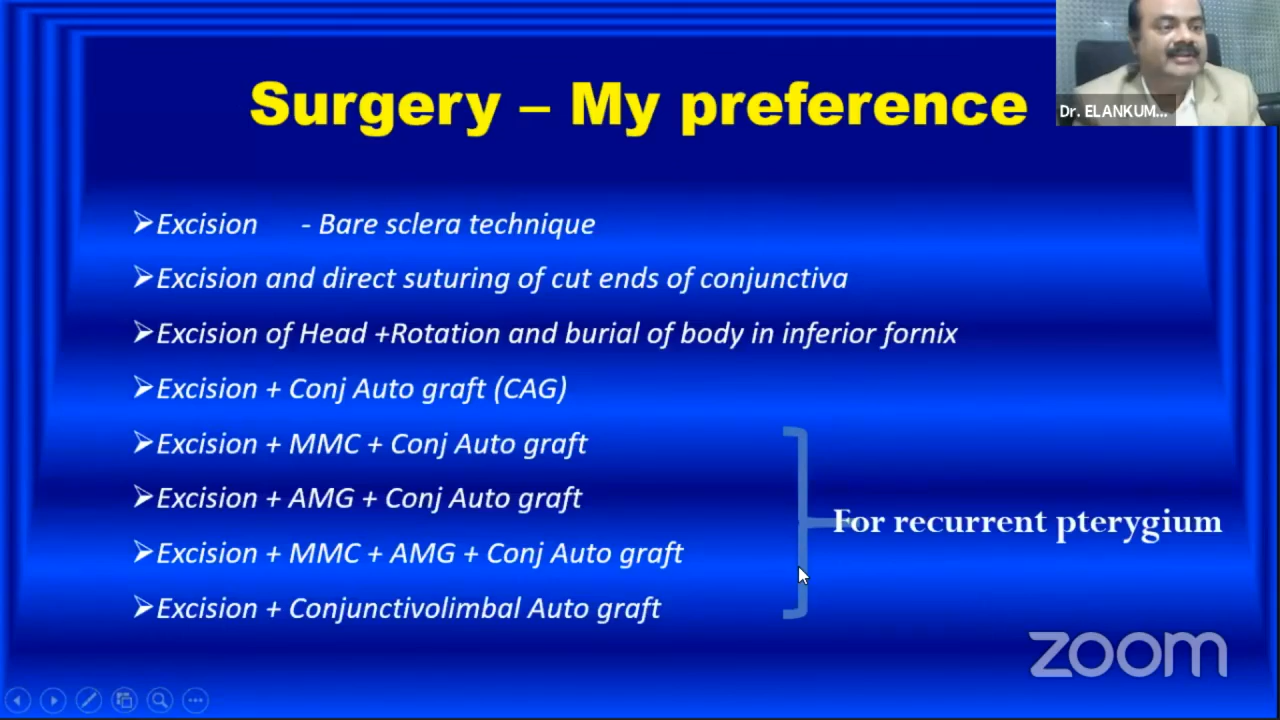 Surgery – My preference
Dr. ELANKUM...
➢Excision - Bare sclera technique
➢Excision and direct suturing of cut ends of conjunctiva
➢Excision of Head +Rotation and burial of body in inferior fornix
➢Excision + Conj Auto graft (CAG)
➢Excision + MMC + Conj Auto graft
➢Excision + AMG + Conj Auto graft
For recurrent pterygium
➢Excision + MMC + AMG + Conj Auto graft
➢Excision + Conjunctivolimbal Auto graft
zoom